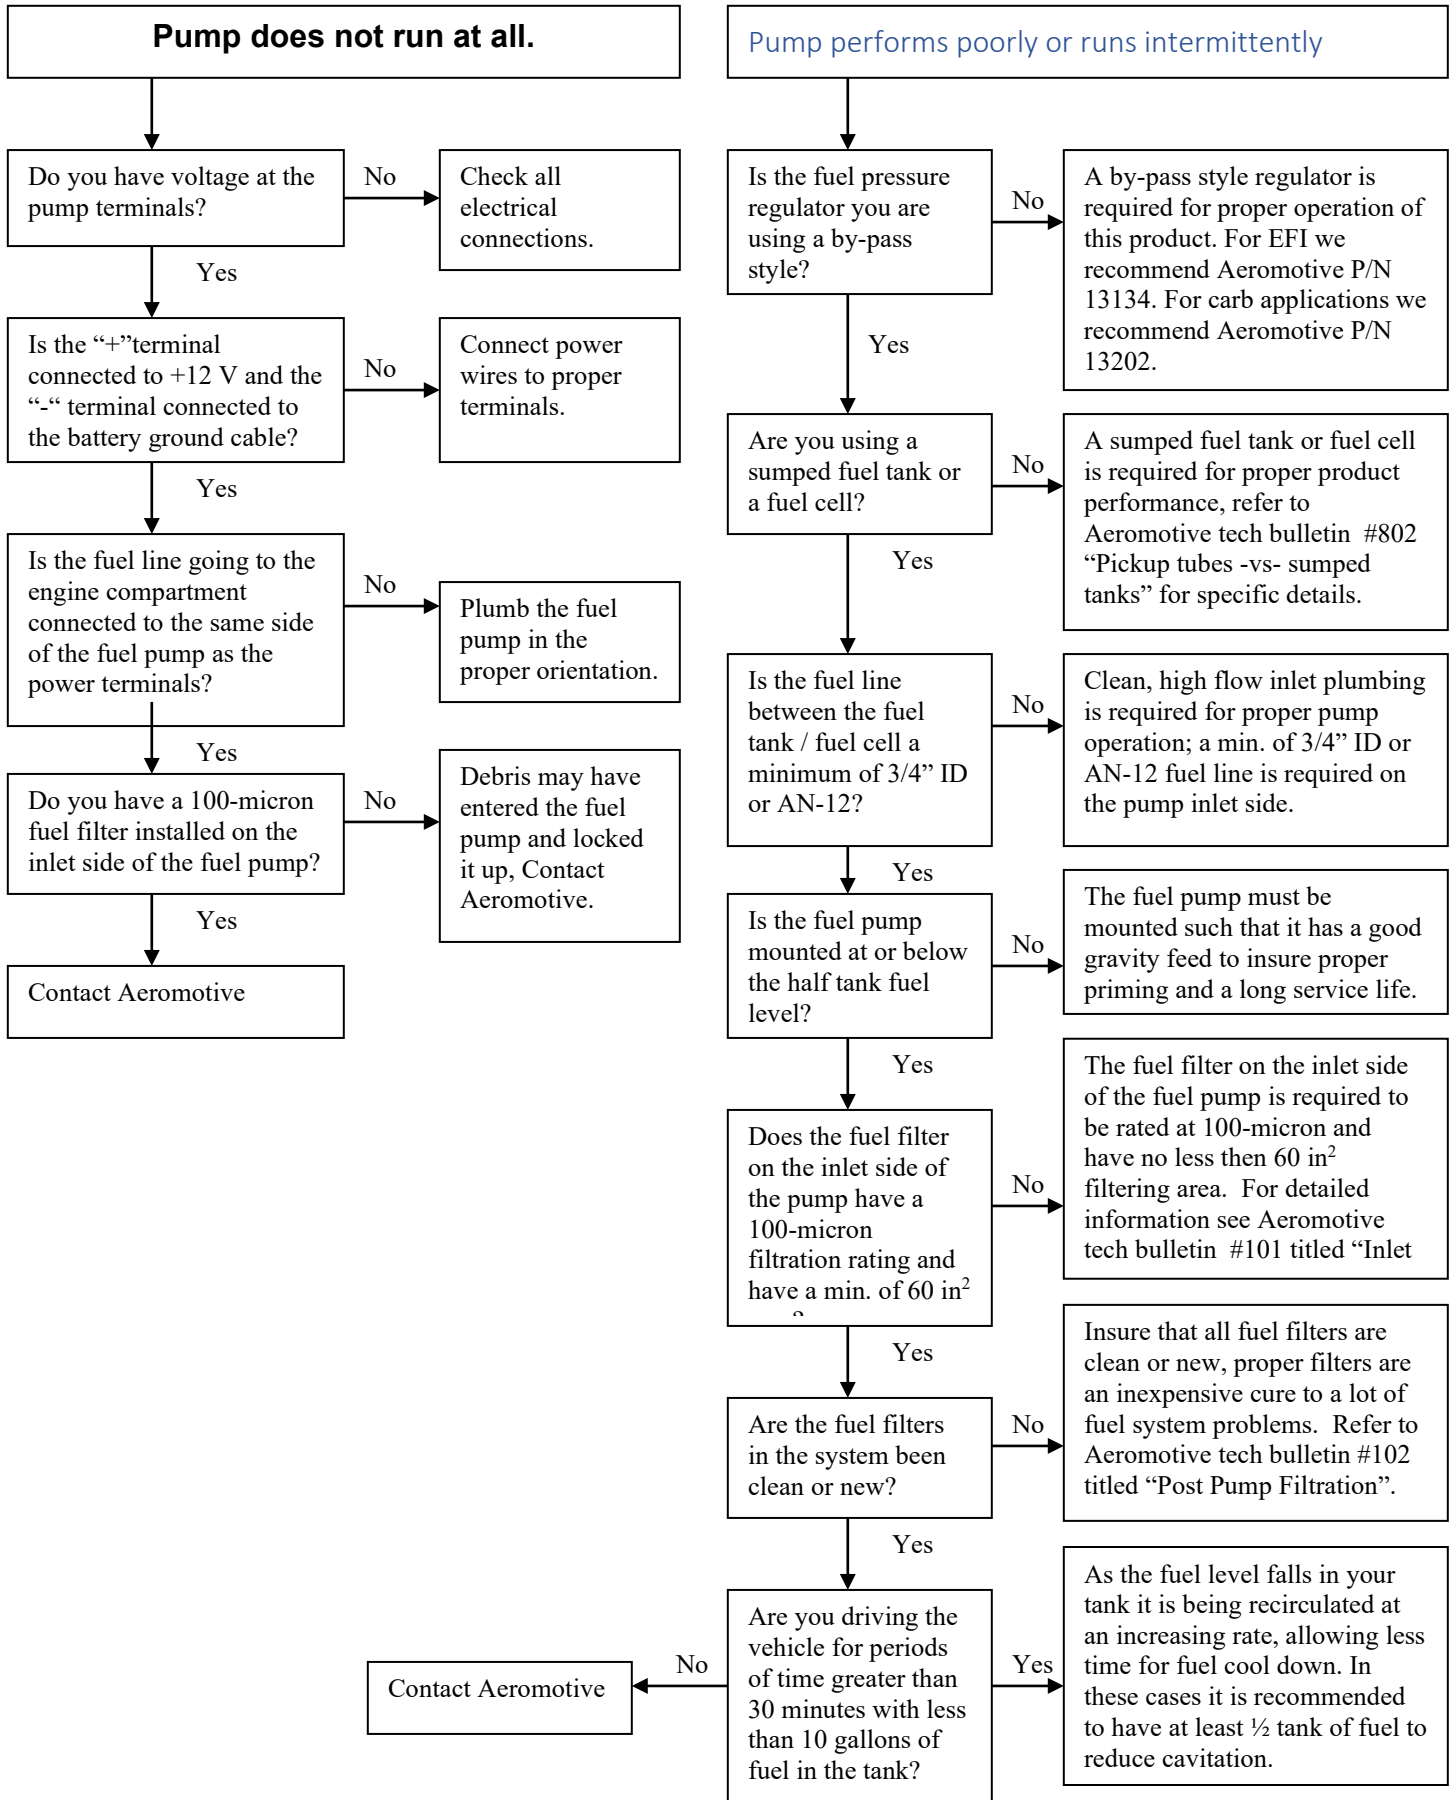 Pump does not run at all.
Do you have voltage at the
pump terminals?
No
Check all
electrical
connections.
Yes
Is the “+”terminal
connected to +12 V and the
“-“ terminal connected to
the battery ground cable?
No
Connect power
wires to proper
terminals.
Yes
Is the fuel line going to the
engine compartment
connected to the same side
of the fuel pump as the
power terminals?
No
Plumb the fuel
pump in the
proper orientation.
Yes
Do you have a 100-micron
fuel filter installed on the
inlet side of the fuel pump?
No
Debris may have
entered the fuel
pump and locked
it up, Contact
Aeromotive.
Yes
Contact Aeromotive
Pump performs poorly or runs intermittently
Is the fuel pressure
regulator you are
using a by-pass
style?
No
A by-pass style regulator is
required for proper operation of
this product. For EFI we
recommend Aeromotive P/N
13134. For carb applications we
recommend Aeromotive P/N
13202.
Yes
Are you using a
sumped fuel tank or
a fuel cell?
No
A sumped fuel tank or fuel cell
is required for proper product
performance, refer to
Aeromotive tech bulletin  #802
“Pickup tubes -vs- sumped
tanks” for specific details.
Yes
Is the fuel line
between the fuel
tank / fuel cell a
minimum of 3/4” ID
or AN-12?
No
Clean, high flow inlet plumbing
is required for proper pump
operation; a min. of 3/4” ID or
AN-12 fuel line is required on
the pump inlet side.
Yes
Is the fuel pump
mounted at or below
the half tank fuel
level?
No
The fuel pump must be
mounted such that it has a good
gravity feed to insure proper
priming and a long service life.
Yes
Does the fuel filter
on the inlet side of
the pump have a
100-micron
filtration rating and
have a min. of 60 in²
No
The fuel filter on the inlet side
of the fuel pump is required to
be rated at 100-micron and
have no less then 60 in²
filtering area.  For detailed
information see Aeromotive
tech bulletin  #101 titled “Inlet
Yes
Are the fuel filters
in the system been
clean or new?
No
Insure that all fuel filters are
clean or new, proper filters are
an inexpensive cure to a lot of
fuel system problems.  Refer to
Aeromotive tech bulletin #102
titled “Post Pump Filtration”.
Yes
Are you driving the
vehicle for periods
of time greater than
30 minutes with less
than 10 gallons of
fuel in the tank?
No
Contact Aeromotive
Yes
As the fuel level falls in your
tank it is being recirculated at
an increasing rate, allowing less
time for fuel cool down. In
these cases it is recommended
to have at least ½ tank of fuel to
reduce cavitation.